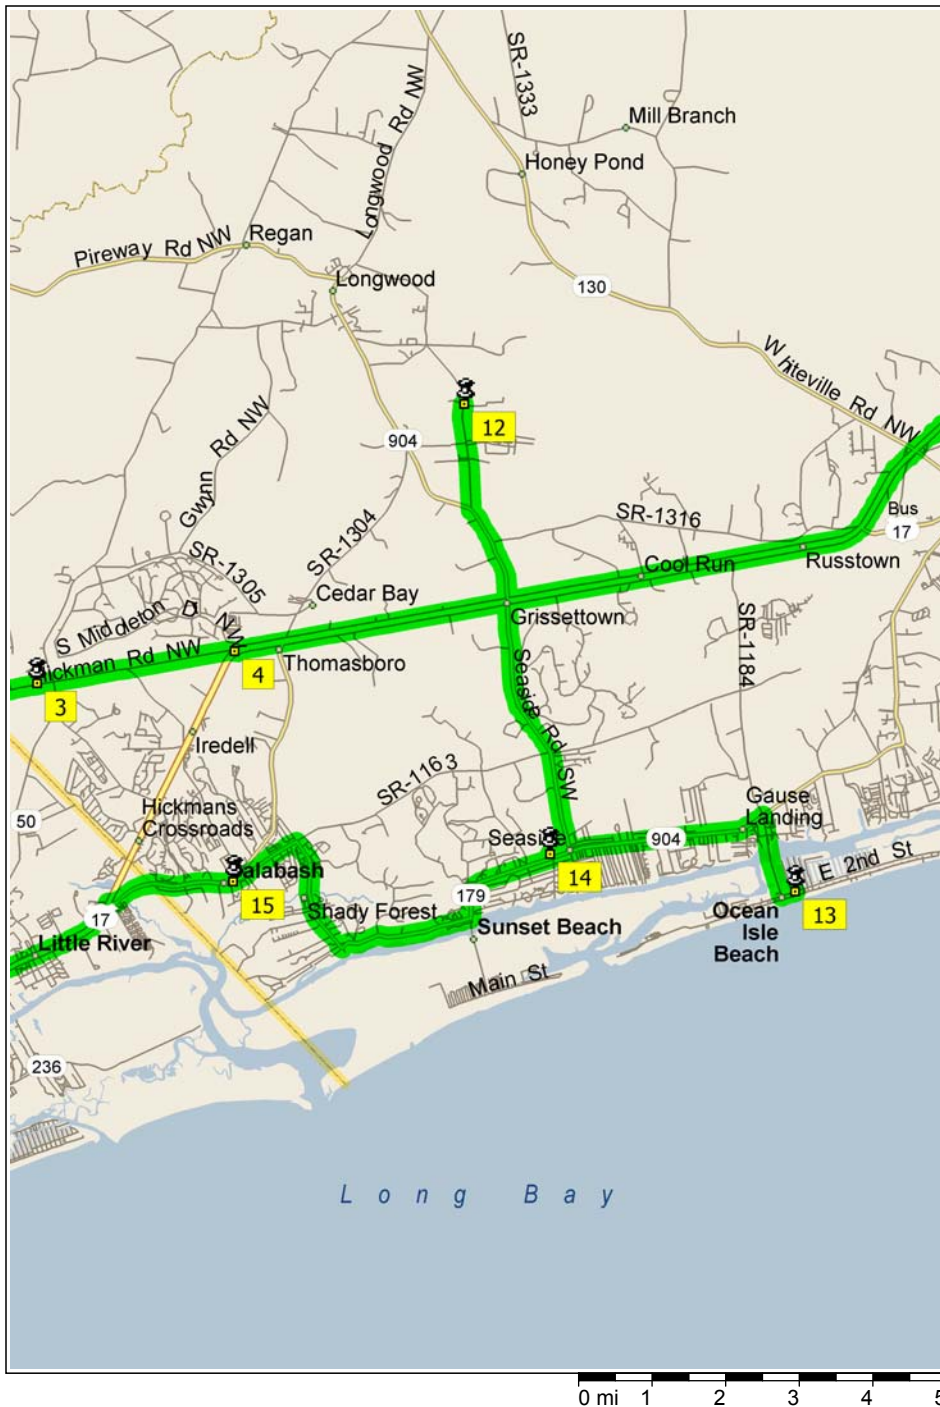 SR-1333
Mill Branch
Honey Pond
Longwood Rd NW
Regan
Pireway Rd NW
Longwood
130
Whiteville Rd NW
12
904
Gwynn Rd NW
Bus
17
SR-1316
SR-1304
SR-1305
Cool Run
Russtown
Cedar Bay
Grissettown
S Middleton
NW
SR-1184
Hickman Rd NW
4
Thomasboro
3
Seaside Rd SW
Iredell
SR-1163
Hickmans
Crossroads
50
Gause
Landing
Seaside
904
Calabash
14
E 2nd St
15
179
13
Shady Forest
17
Ocean
Isle
Beach
Sunset Beach
Little River
Main St
236
Long Bay
0 mi 1 2 3 4 5